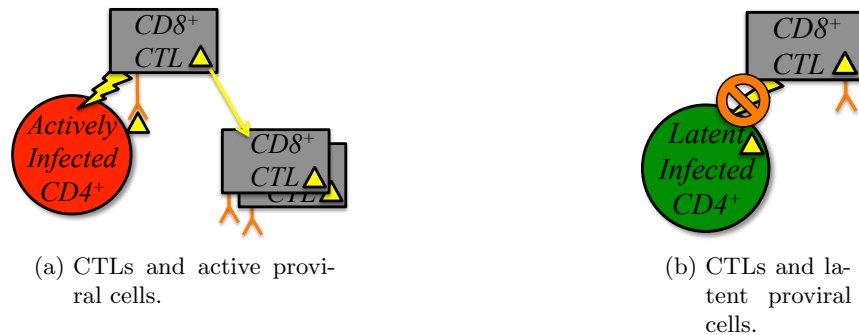 CD8+
CTL
Actively
Infected
CD4+
CD8+
CTL
CTL
(a) CTLs and active provi-
ral cells.
CD8+
CTL
Latent
Infected
CD4+
(b) CTLs and la-
tent proviral
cells.